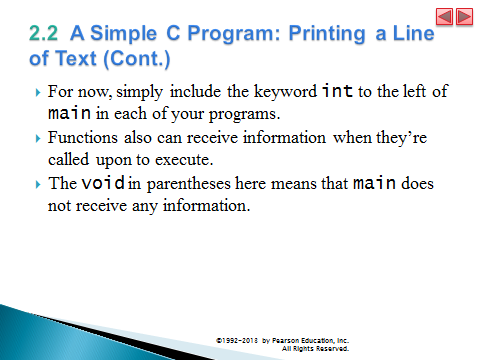 2.2 A Simple C Program: Printing a Line
of Text (Cont.)
For now, simply include the keyword int to the left of
main in each of your programs.
Functions also can receive information when they’re
called upon to execute.
The void in parentheses here means that main does
not receive any information.
©1992-2013 by Pearson Education, Inc.
All Rights Reserved.